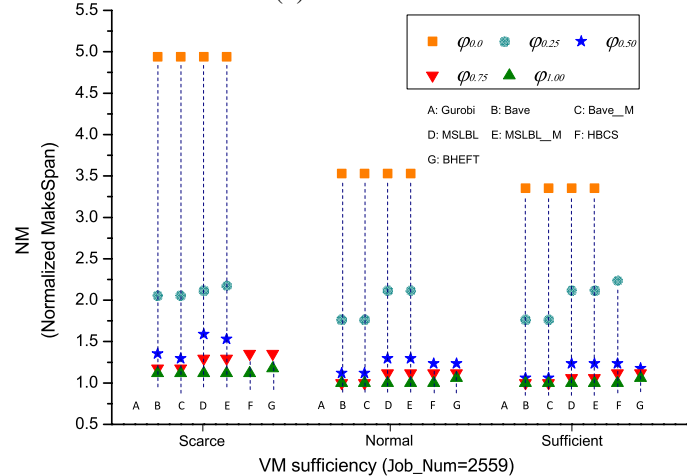 5.5
5.0
4.5
4.0
3.5
3.0
2.5
2.0
1.5
1.0
0.5
NM
(Normalized MakeSpan)
φ0.0 φ0.25 φ0.50
φ0.75 φ1.00
A: Gurobi B: Bave C: Bave__M
D: MSLBL E: MSLBL__M F: HBCS
G: BHEFT
A B C D E F G A B C D E F G A B C D E F G
Scarce Normal Sufficient
VM sufficiency (Job_Num=2559)